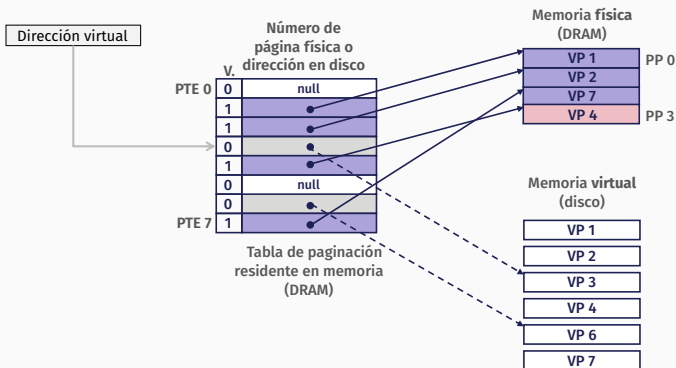 Dirección virtual
Número de
página física o
dirección en disco
V.
PTE 0
0
null
1
1
0
1
0
null
0
PTE 7
1
Tabla de paginación
residente en memoria
(DRAM)
Memoria física
(DRAM)
VP 1
PP 0
VP 2
VP 7
VP 4
PP 3
Memoria virtual
(disco)
VP 1
VP 2
VP 3
VP 4
VP 6
VP 7